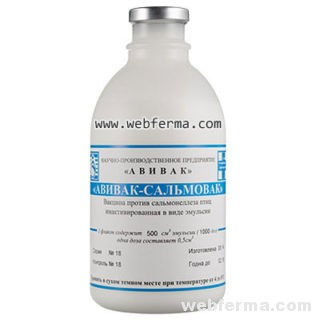 www.webferma.com
НАУЧНО-ПРОИЗВОДСТВЕННОЕ ПРЕДПРИЯТИЕ
«АВИВАК»
«АВИВАК-САЛЬМОВАК»
Вакцина против сальмонеллеза птиц
инактивированная в виде эмульсии
1 флакон содержит 500 см³ эмульсии / 1000 доз
одна доза составляет 0,5см³
Серия № 18 Изготовлена
Контроль № 18 Годна до
Хранить в сухом темном месте при температуре от
webferma.com